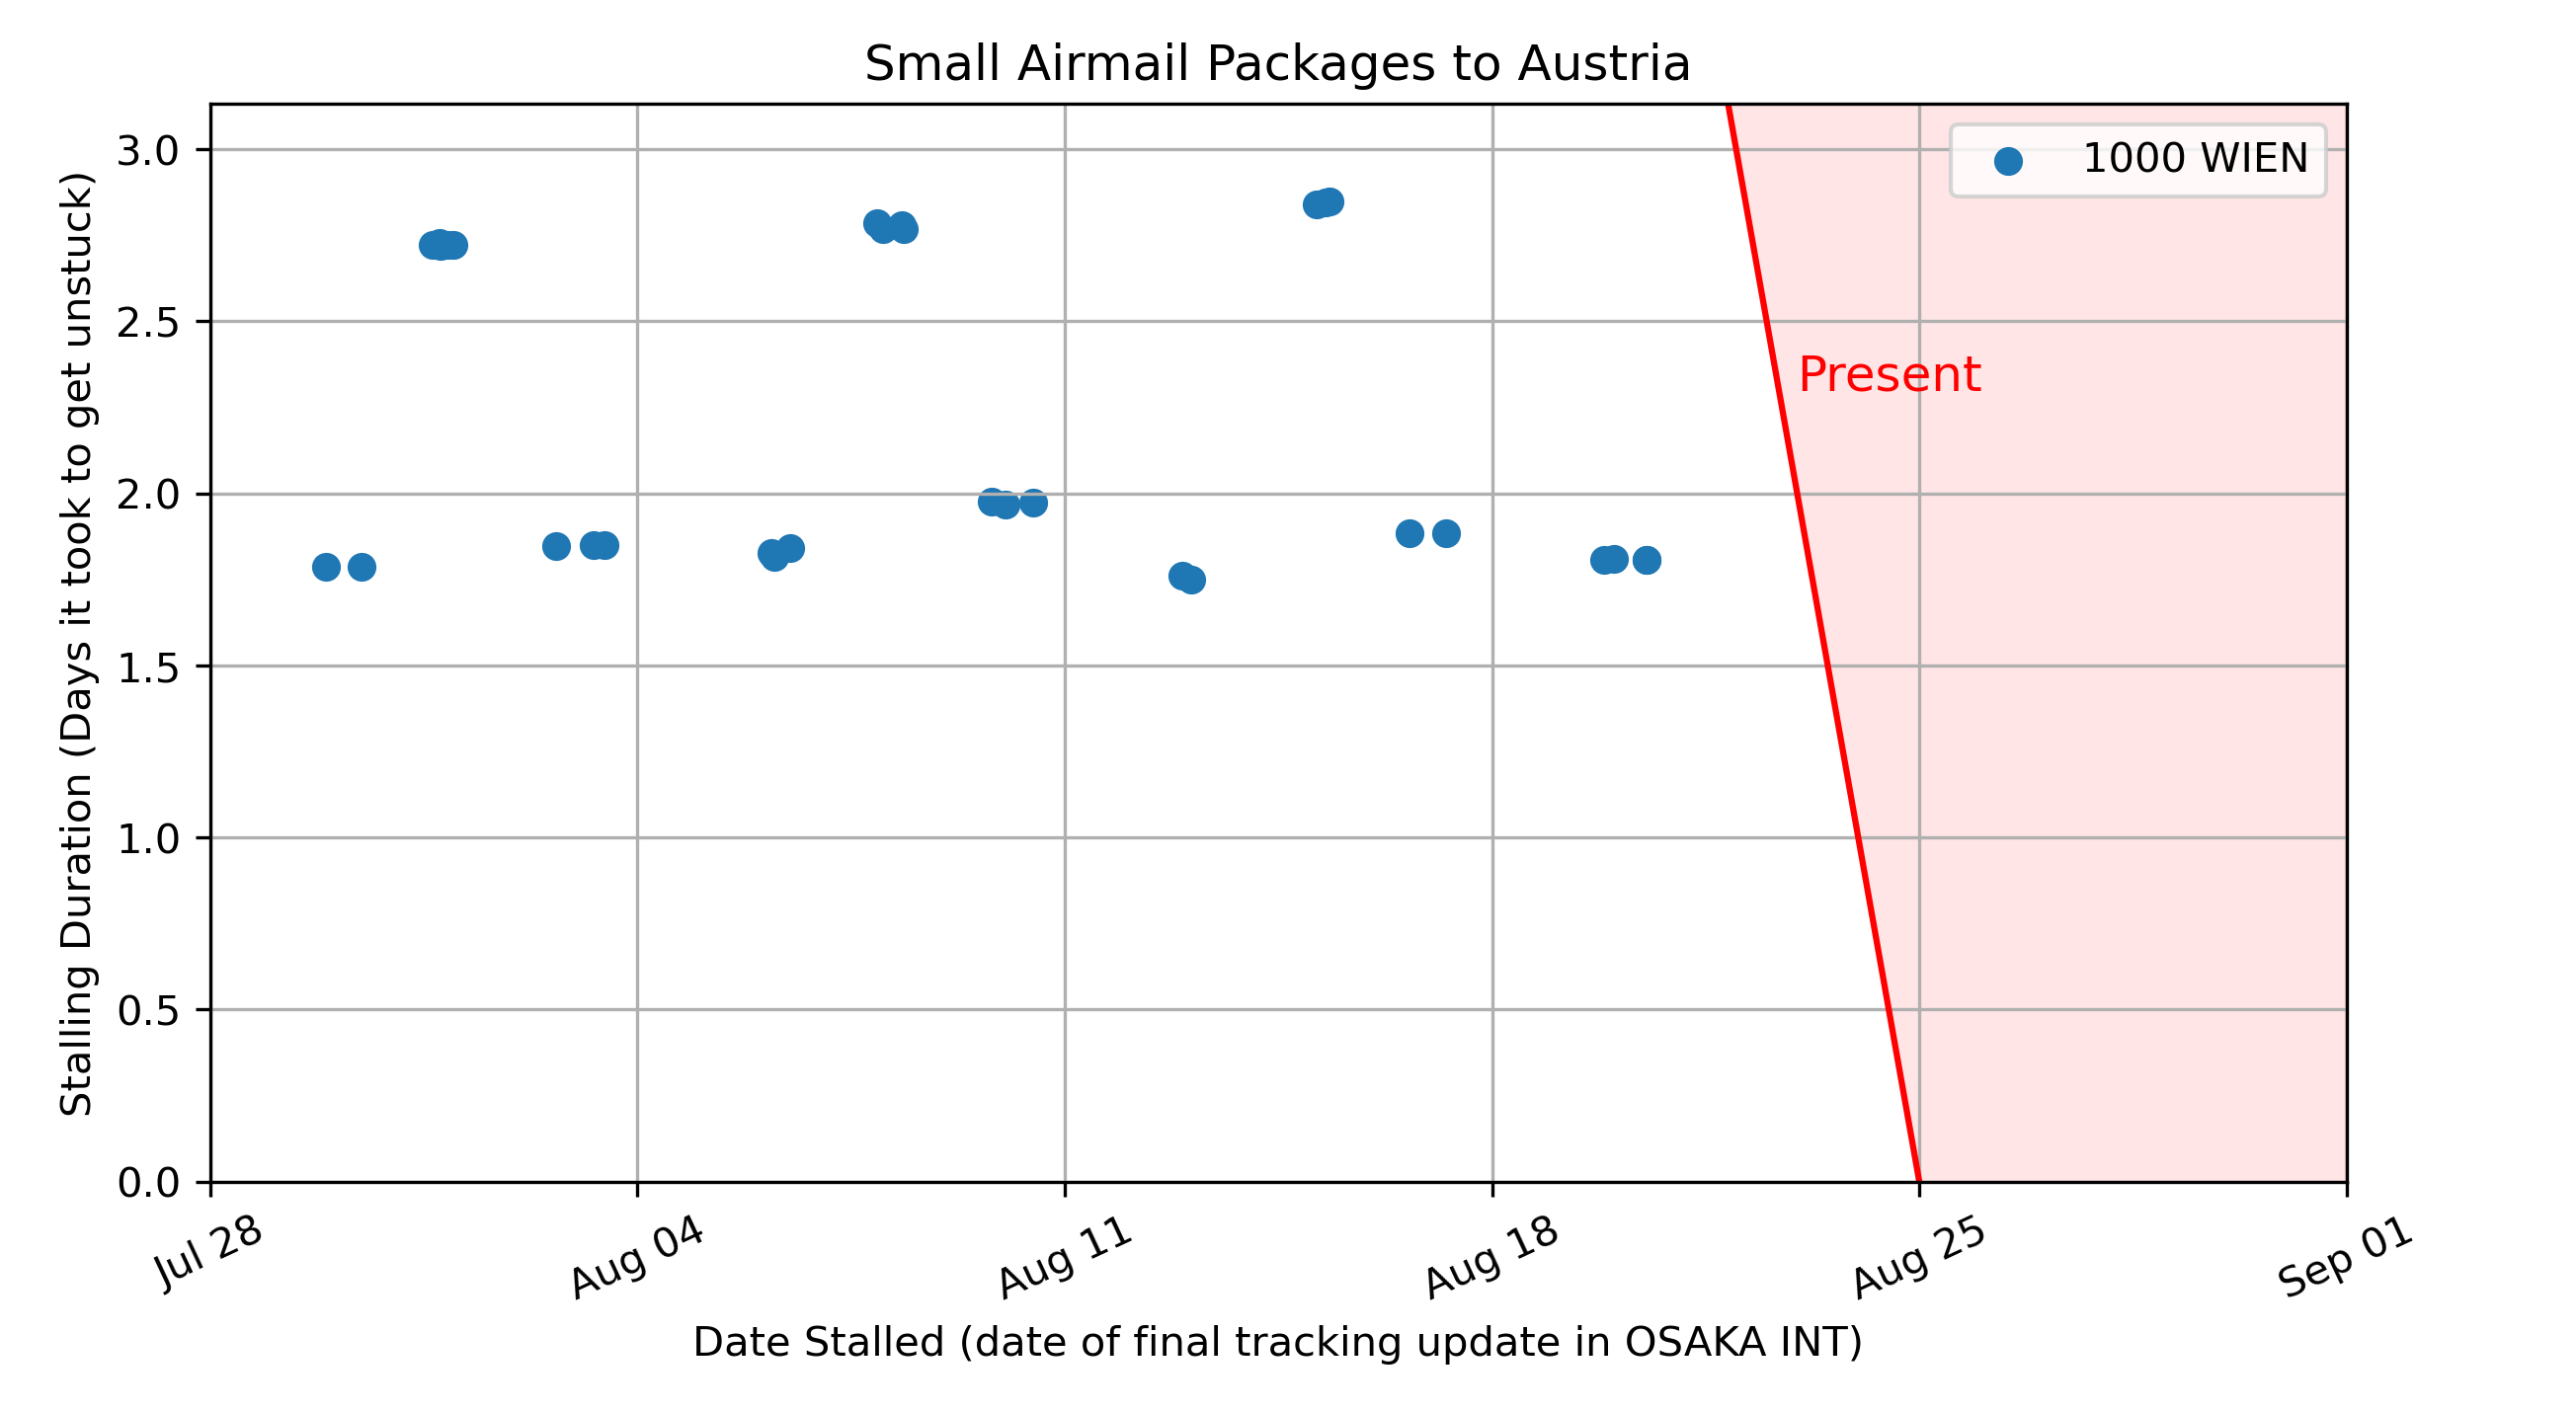 Small Airmail Packages to Austria
Stalling Duration (Days it took to get unstuck)
3.0
2.5
2.0
1.5
1.0
0.5
0.0
1000 WIEN
Present
Jul 28
Aug 04
Aug 11
Aug 18
Aug 25
Sep 01
Date Stalled (date of final tracking update in OSAKA INT)